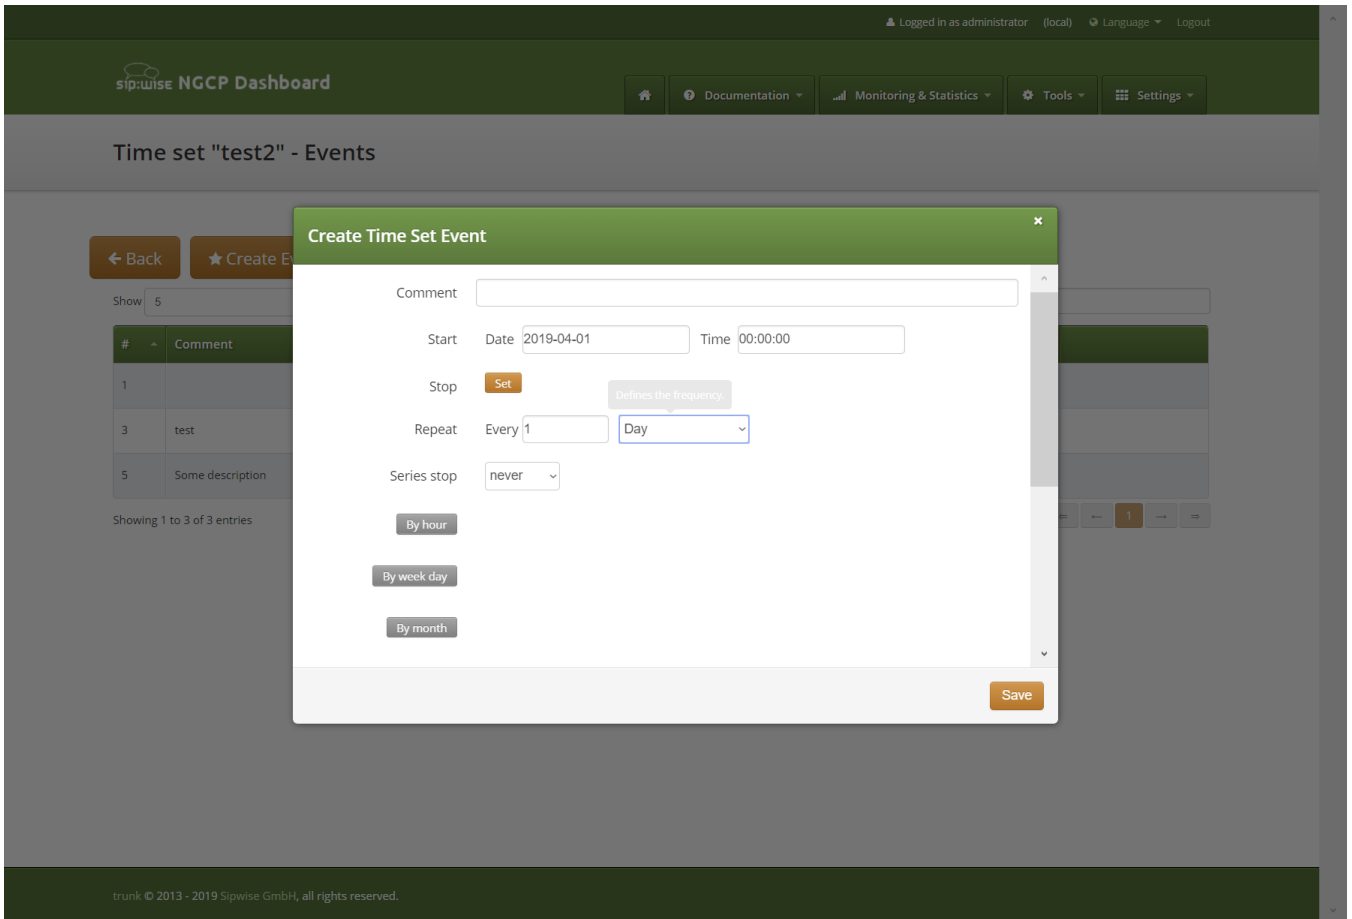 Logged in as administrator (local) Language Logout
sip:wise NGCP Dashboard
Documentation Monitoring & Statistics Tools Settings
Time set "test2" - Events
Back Create Ev
Show 5
# Comment
1
3 test
5 Some description
Showing 1 to 3 of 3 entries
1
Create Time Set Event
Comment
Start Date 2019-04-01 Time 00:00:00
Stop Set
Defines the frequency.
Repeat Every 1 Day
Series stop never
By hour
By week day
By month
Save
trunk © 2013 - 2019 Sipwise GmbH, all rights reserved.